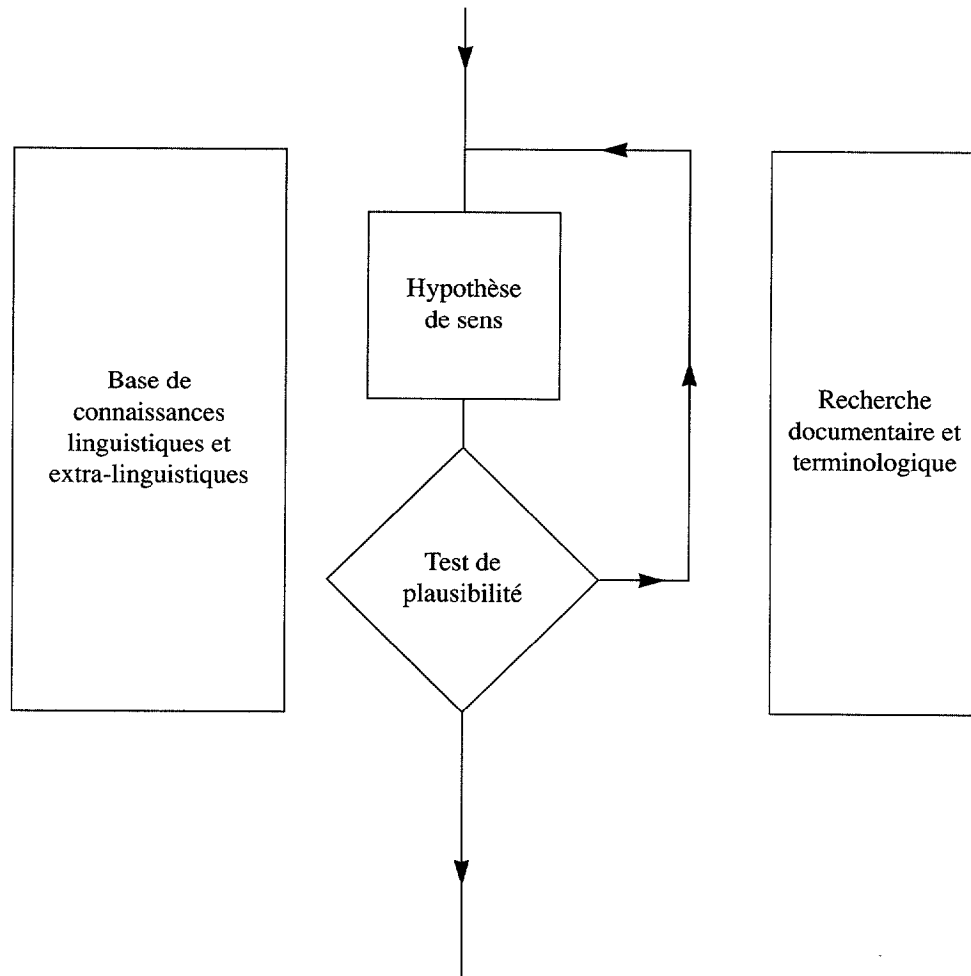 Hypothèse
de sens
Base de
connaissances
linguistiques et
extra-linguistiques
Recherche
documentaire et
terminologique
Test de
plausibilité